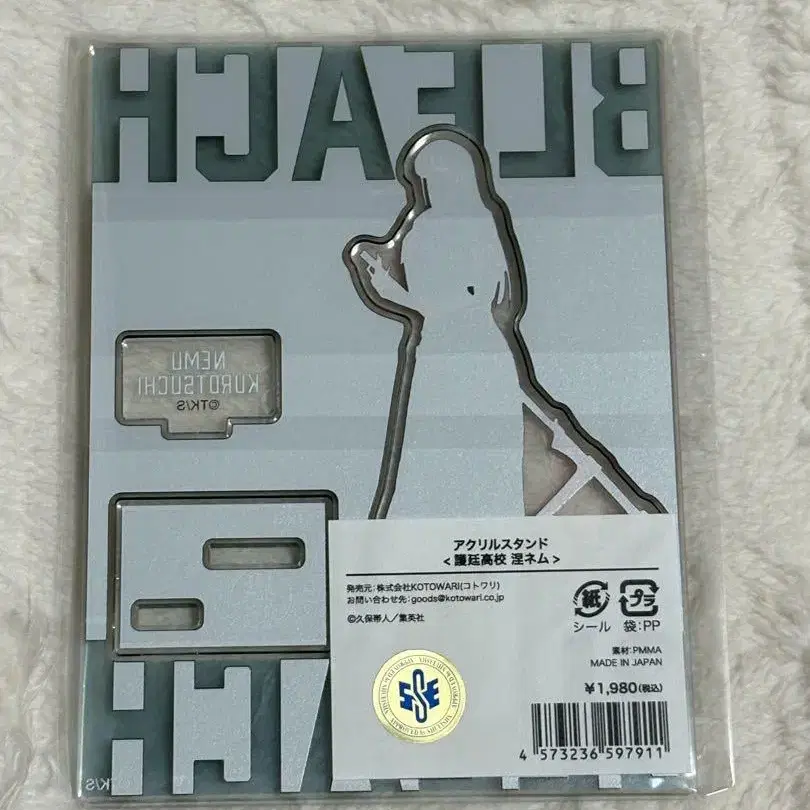 BLEACH
NEMU
KUROTSUCHI
©TK/S
アクリルスタンド
< 護廷高校 涅ネム >
発売元:株式会社KOTOWARI(コトワリ)
お問い合わせ先:goods@kotowari.co.jp
©久保帯人/集英社
紙
プラ
シール 袋:PP
素材:PMMA
MADE IN JAPAN
¥1,980(税込)
4 573236 597911